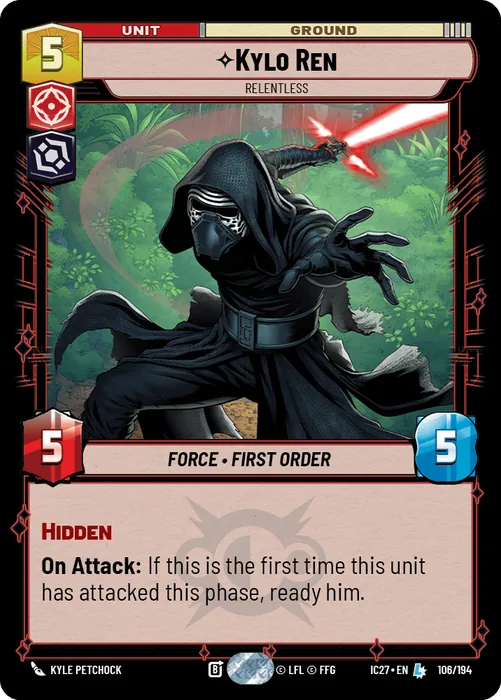 UNIT
GROUND
5
✧KYLO REN
RELENTLESS
5
5
FORCE • FIRST ORDER
HIDDEN
On Attack: If this is the first time this unit
has attacked this phase, ready him.
KYLE PETCHOCK
B
© LFL © FFG
IC27 • EN
L
106/194